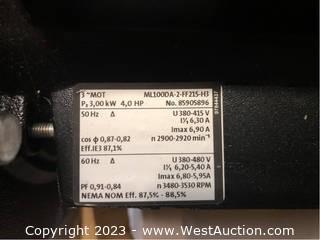 3 ~MOT ML100DA-2-FF215-H3
P₂ 3,00 kW 4,0 HP No. 85905896
50 Hz Δ U 380-415 V
I₁/₁ 6,30 A
Imax 6,90 A
cos φ 0,87-0,82 n 2900-2920 min⁻¹
Eff.IE3 87,1%
60 Hz Δ U 380-480 V
I₁/₁ 6,20-5,40 A
Imax 6,80-5,95A
PF 0,91-0,84 n 3480-3530 RPM
NEMA NOM Eff. 87,5% - 88,5%
Copyright 2023 - WestAuction.com